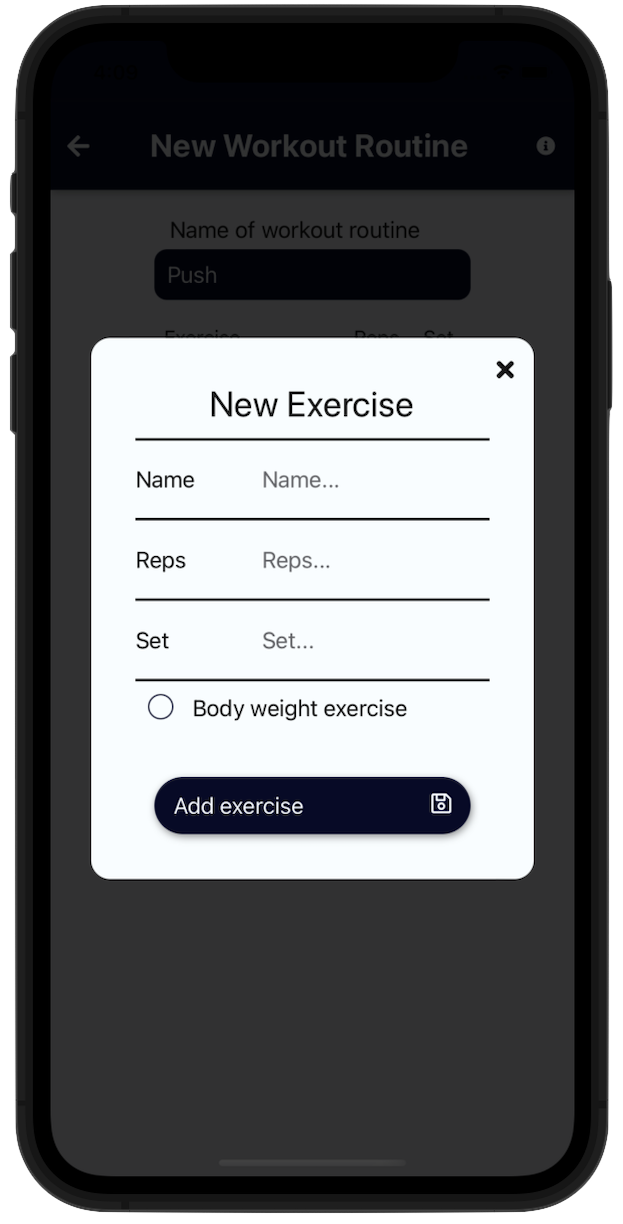 New Workout Routine
Name of workout routine
Push
Exercise Reps Set
New Exercise
Name Name...
Reps Reps...
Set Set...
Body weight exercise
Add exercise